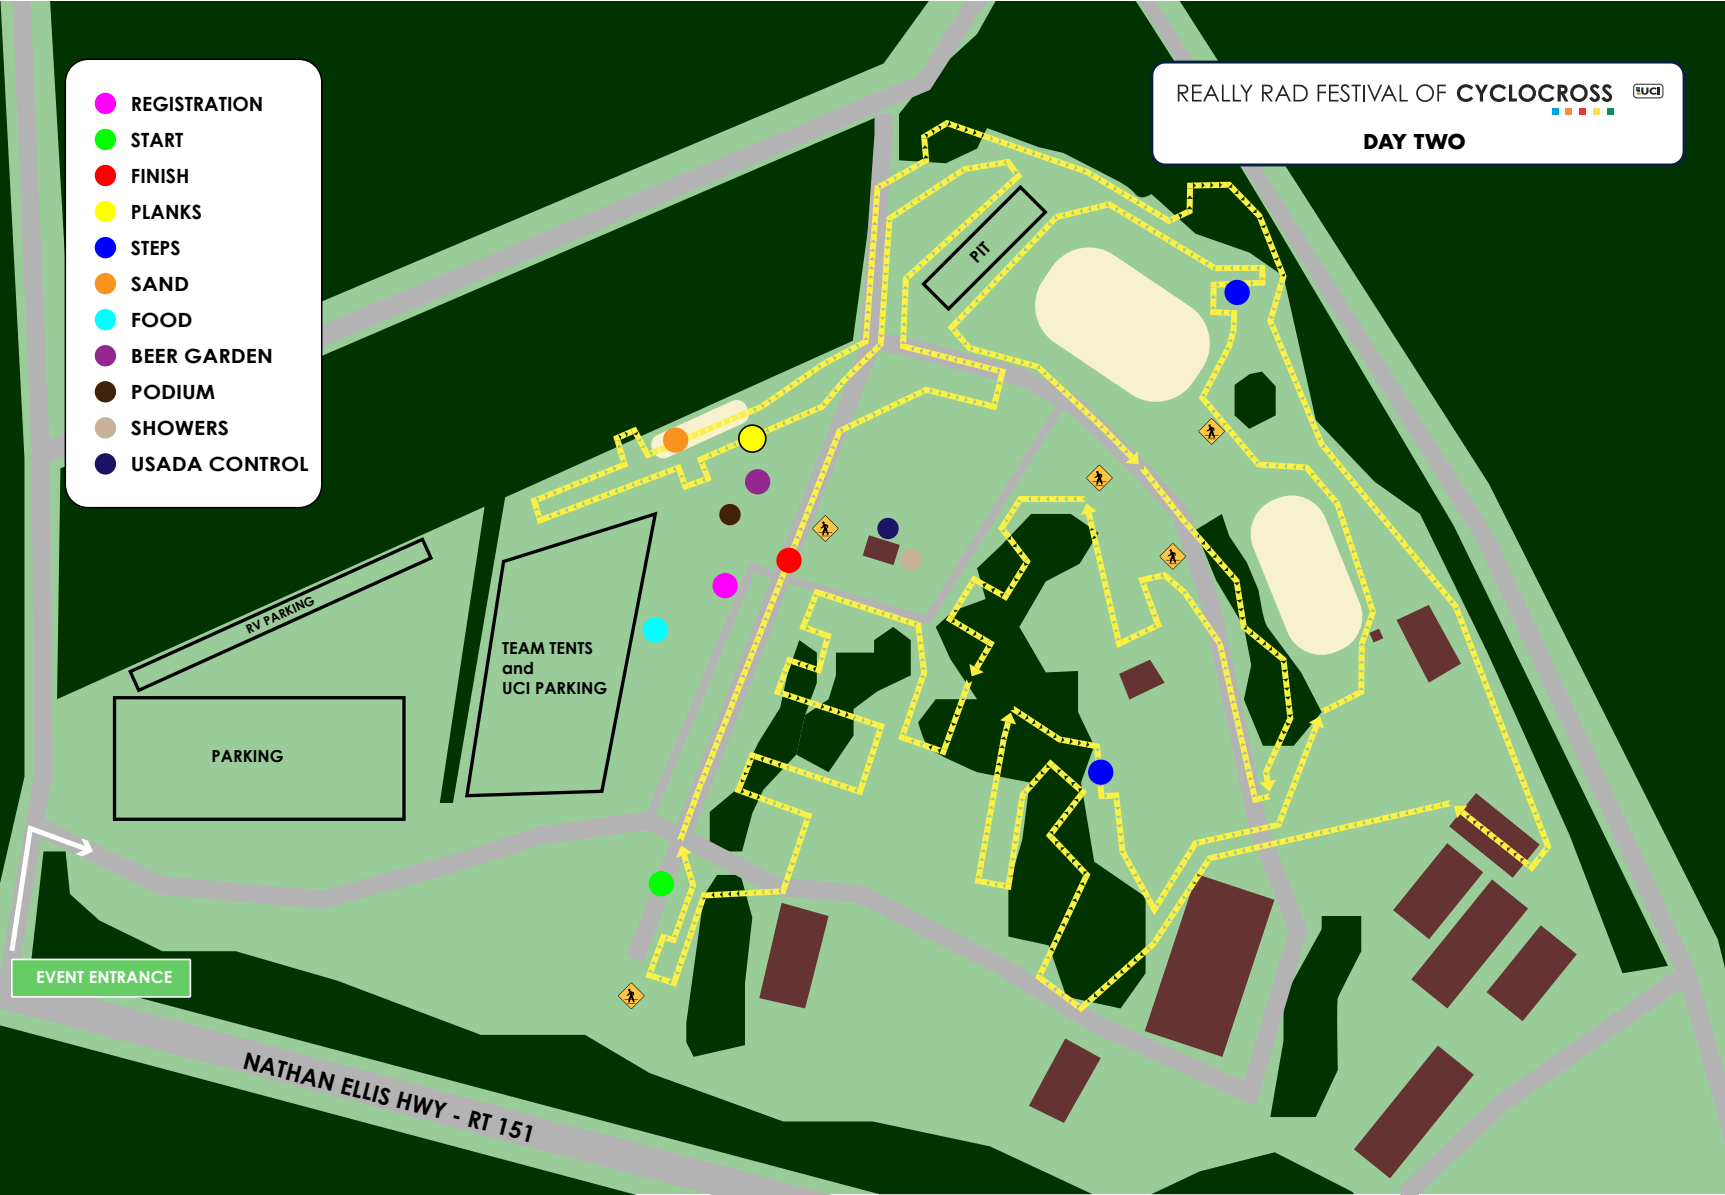 REGISTRATION
START
FINISH
PLANKS
STEPS
SAND
FOOD
BEER GARDEN
PODIUM
SHOWERS
USADA CONTROL
REALLY RAD FESTIVAL OF CYCLOCROSS UCI
DAY TWO
PIT
RV PARKING
TEAM TENTS
and
UCI PARKING
PARKING
EVENT ENTRANCE
NATHAN ELLIS HWY - RT 151